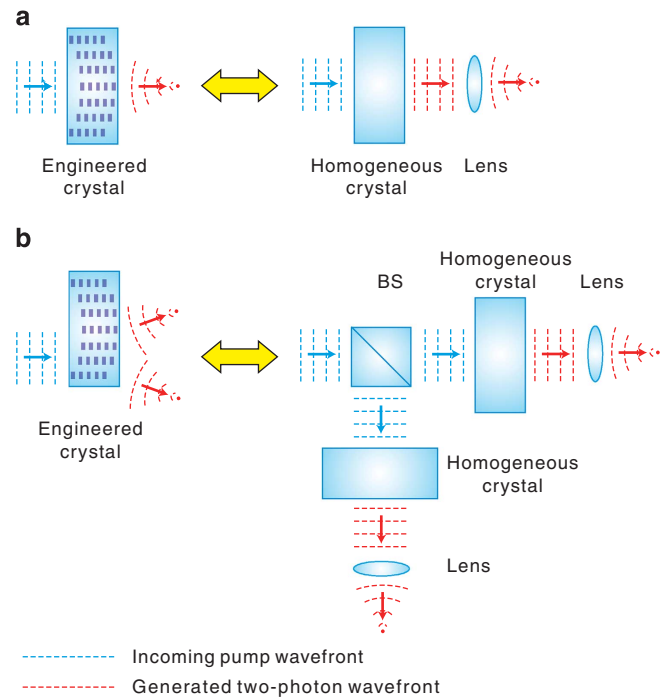 a
Engineered
crystal
Homogeneous
crystal
Lens
b
Engineered
crystal
BS
Homogeneous
crystal
Lens
Homogeneous
crystal
Lens
Incoming pump wavefront
Generated two-photon wavefront